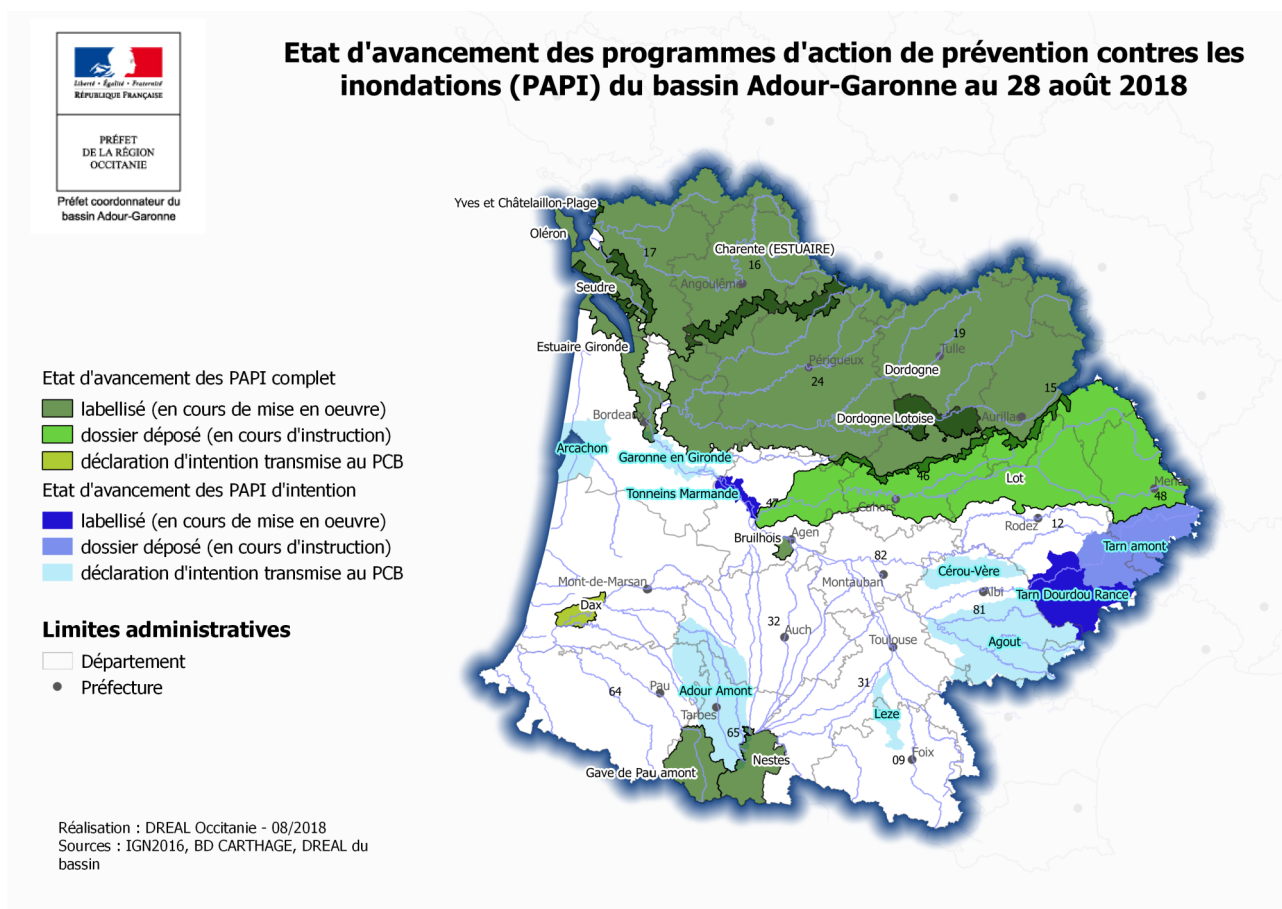 Etat d'avancement des programmes d'action de prévention contres les
inondations (PAPI) du bassin Adour-Garonne au 28 août 2018
Liberté • Égalité • Fraternité
RÉPUBLIQUE FRANÇAISE
PRÉFET
DE LA RÉGION
OCCITANIE
Préfet coordonnateur du
bassin Adour-Garonne
Yves et Châtelaillon-Plage
Oléron
17
Charente (ESTUAIRE)
16
Angoulême
Seudre
Estuaire Gironde
19
Tulle
Périgueux
24
Dordogne
15
Dordogne Lotoise
Aurilla
Bordeaux
Arcachon
Garonne en Gironde
46
Lot
Tonneins Marmande
Mend
48
47
Cahors
Rodez
12
Bruilhois
Agen
Tarn amont
82
Cérou-Vère
Mont-de-Marsan
Montauban
Albi
Tarn Dourdou Rance
Dax
81
32
Auch
Toulouse
Agout
64
Pau
Adour Amont
31
Tarbes
Leze
65
Foix
09
Nestes
Gave de Pau amont
Etat d'avancement des PAPI complet
labellisé (en cours de mise en oeuvre)
dossier déposé (en cours d'instruction)
déclaration d'intention transmise au PCB
Etat d'avancement des PAPI d'intention
labellisé (en cours de mise en oeuvre)
dossier déposé (en cours d'instruction)
déclaration d'intention transmise au PCB
Limites administratives
Département
Préfecture
Réalisation : DREAL Occitanie - 08/2018
Sources : IGN2016, BD CARTHAGE, DREAL du
bassin